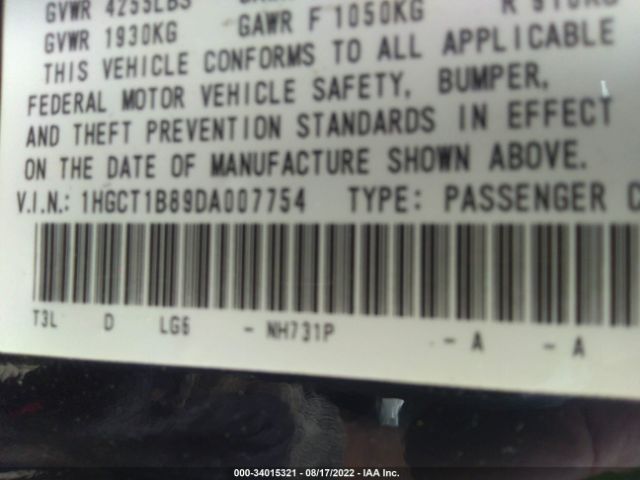 GVWR 4255LBS
GVWR 1930KG GAWR F 1050KG R 910KG
THIS VEHICLE CONFORMS TO ALL APPLICABLE
FEDERAL MOTOR VEHICLE SAFETY, BUMPER,
AND THEFT PREVENTION STANDARDS IN EFFECT
ON THE DATE OF MANUFACTURE SHOWN ABOVE.
V.I.N.: 1HGCT1B89DA007754 TYPE: PASSENGER C
T3L D LG6 - NH731P - A - A
000-34015321 - 08/17/2022 - IAA Inc.